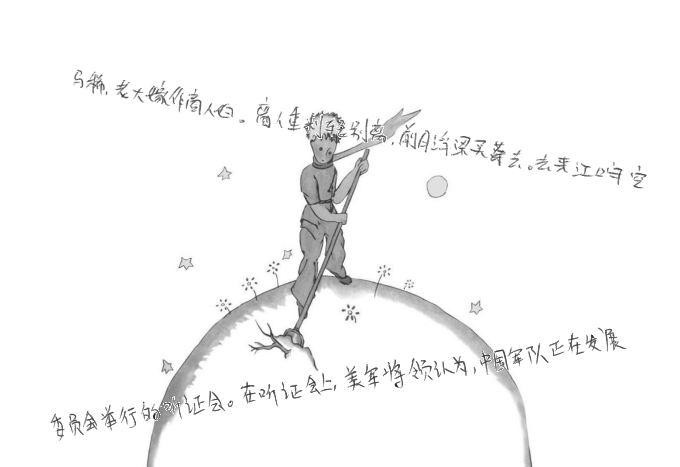 马稀,老大嫁作商人妇。商人重利轻别离,前月浮梁买茶去。去来江口守空
委员会举行的听证会。在听证会上,美军将领认为,中国军队正在发展